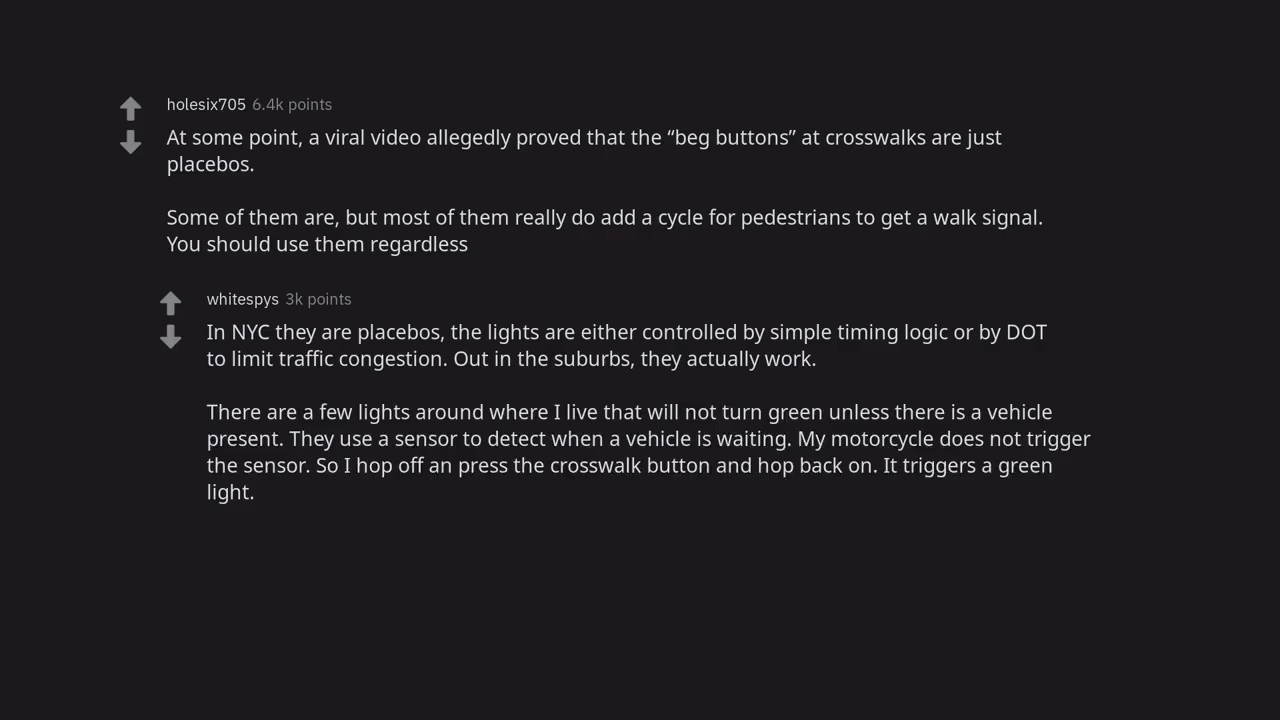 holesix705 6.4k points
At some point, a viral video allegedly proved that the “beg buttons” at crosswalks are just
placebos.
Some of them are, but most of them really do add a cycle for pedestrians to get a walk signal.
You should use them regardless
whitespys 3k points
In NYC they are placebos, the lights are either controlled by simple timing logic or by DOT
to limit traffic congestion. Out in the suburbs, they actually work.
There are a few lights around where I live that will not turn green unless there is a vehicle
present. They use a sensor to detect when a vehicle is waiting. My motorcycle does not trigger
the sensor. So I hop off an press the crosswalk button and hop back on. It triggers a green
light.